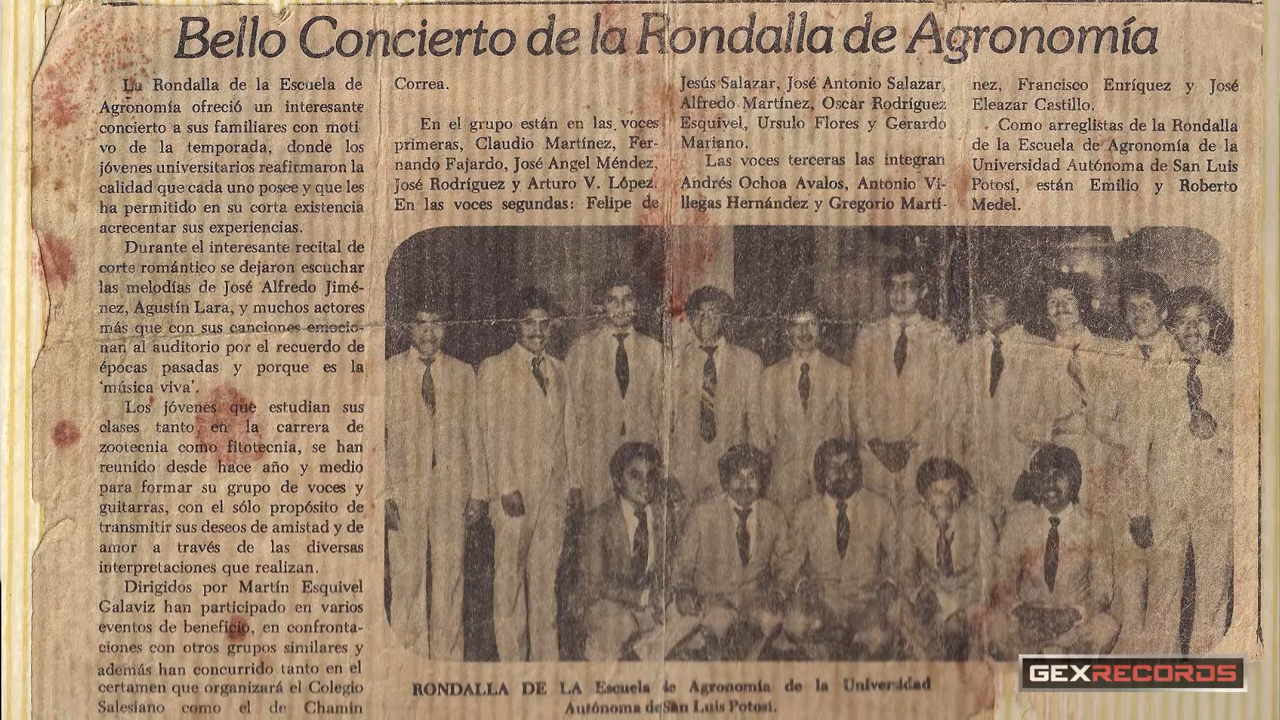 Bello Concierto de la Rondalla de Agronomía
La Rondalla de la Escuela de
Agronomía ofreció un interesante
concierto a sus familiares con moti
vo de la temporada, donde los
jóvenes universitarios reafirmaron la
calidad que cada uno posee y que les
ha permitido en su corta existencia
acrecentar sus experiencias.
Durante el interesante recital de
corte romántico se dejaron escuchar
las melodías de José Alfredo Jimé-
nez, Agustín Lara, y muchos actores
más que con sus canciones emocio-
nan al auditorio por el recuerdo de
épocas pasadas y porque es la
'música viva'.
Los jóvenes que estudian sus
clases tanto en la carrera de
zootecnia como fitotecnia, se han
reunido desde hace año y medio
para formar su grupo de voces y
guitarras, con el sólo propósito de
transmitir sus deseos de amistad y de
amor a través de las diversas
interpretaciones que realizan.
Dirigidos por Martín Esquivel
Galaviz han participado en varios
eventos de beneficio, en confronta-
ciones con otros grupos similares y
además han concurrido tanto en el
certamen que organizará el Colegio
Salesiano como el de Chamin
Correa.
En el grupo están en las voces
primeras, Claudio Martínez, Fer-
nando Fajardo, José Angel Méndez,
José Rodríguez y Arturo V. López.
En las voces segundas: Felipe de
Jesús Salazar, José Antonio Salazar,
Alfredo Martínez, Oscar Rodríguez
Esquivel, Ursulo Flores y Gerardo
Mariano.
Las voces terceras las integran
Andrés Ochoa Avalos, Antonio Vi-
llegas Hernández y Gregorio Martí-
nez, Francisco Enríquez y José
Eleazar Castillo.
Como arreglistas de la Rondalla
de la Escuela de Agronomía de la
Universidad Autónoma de San Luis
Potosí, están Emilio y Roberto
Medel.
RONDALLA DE LA Escuela de Agronomía de la Universidad
Autónoma de San Luis Potosí.
GEXRECORDS